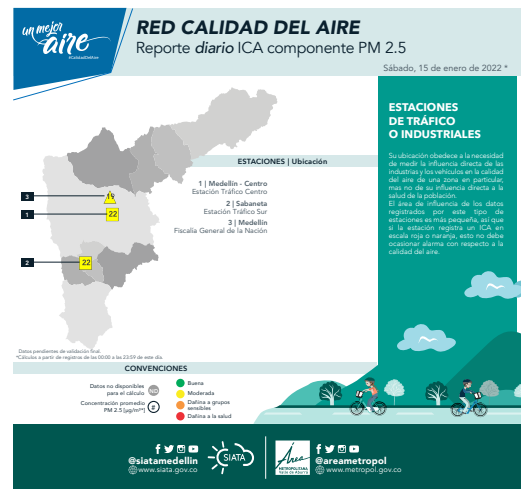 un mejor
aire
#CalidadDelAire
RED CALIDAD DEL AIRE
Reporte diario ICA componente PM 2.5
Sábado, 15 de enero de 2022 *
ESTACIONES
DE TRÁFICO
O INDUSTRIALES
Su ubicación obedece a la necesidad
de medir la influencia directa de las
industrias y los vehículos en la calidad
del aire de una zona en particular,
mas no de su influencia directa a la
salud de la población.
El área de influencia de los datos
registrados por este tipo de
estaciones es más pequeña, así que
si la estación registra un ICA en
escala roja o naranja, esto no debe
ocasionar alarma con respecto a la
calidad del aire.
ESTACIONES | Ubicación
1 | Medellín - Centro
Estación Tráfico Centro
2 | Sabaneta
Estación Tráfico Sur
3 | Medellín
Fiscalía General de la Nación
3
1
22
2
22
Datos pendientes de validación final.
*Cálculos a partir de registros de las 00:00 a las 23:59 de este día.
CONVENCIONES
Datos no disponibles
para el cálculo
ND
Concentración promedio
PM 2.5 [µg/m³*]
#
Buena
Moderada
Dañina a grupos
sensibles
Dañina a la salud
@siatamedellin
www.siata.gov.co
SIATA
Área
METROPOLITANA
Valle de Aburrá
@areametropol
www.metropol.gov.co